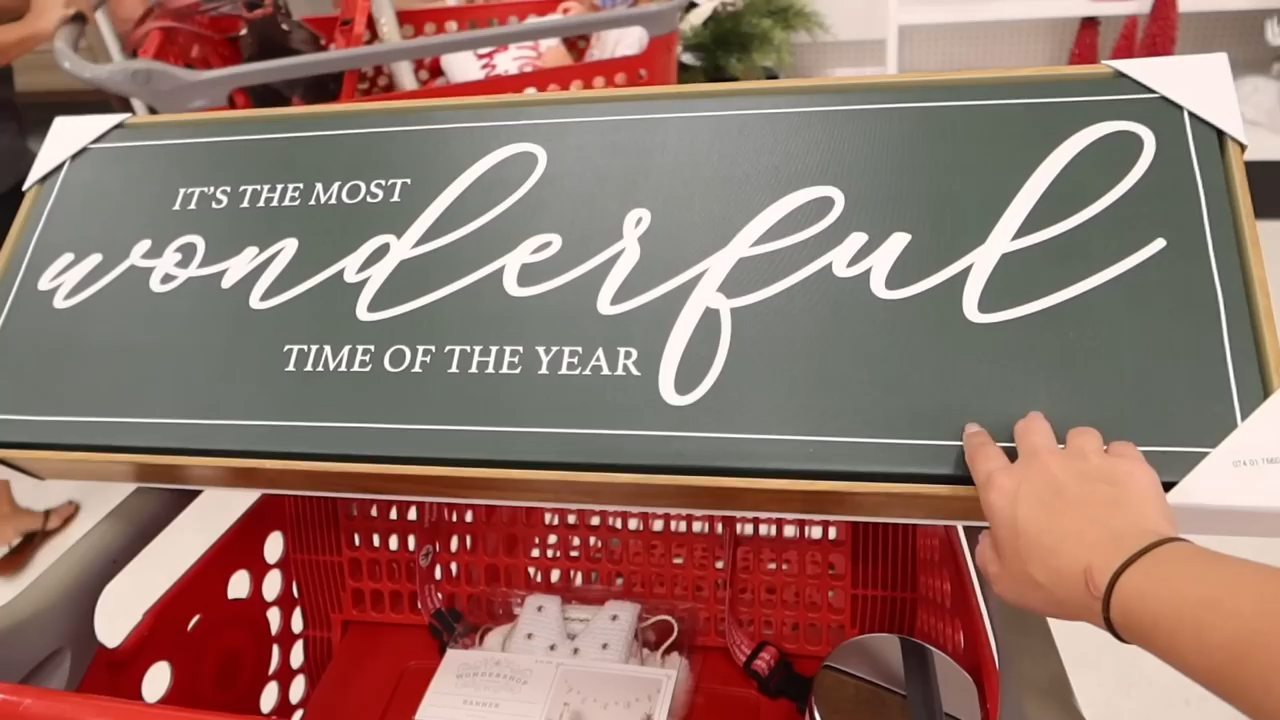 IT'S THE MOST
wonderful
TIME OF THE YEAR
WONDERSHOP
BANNER